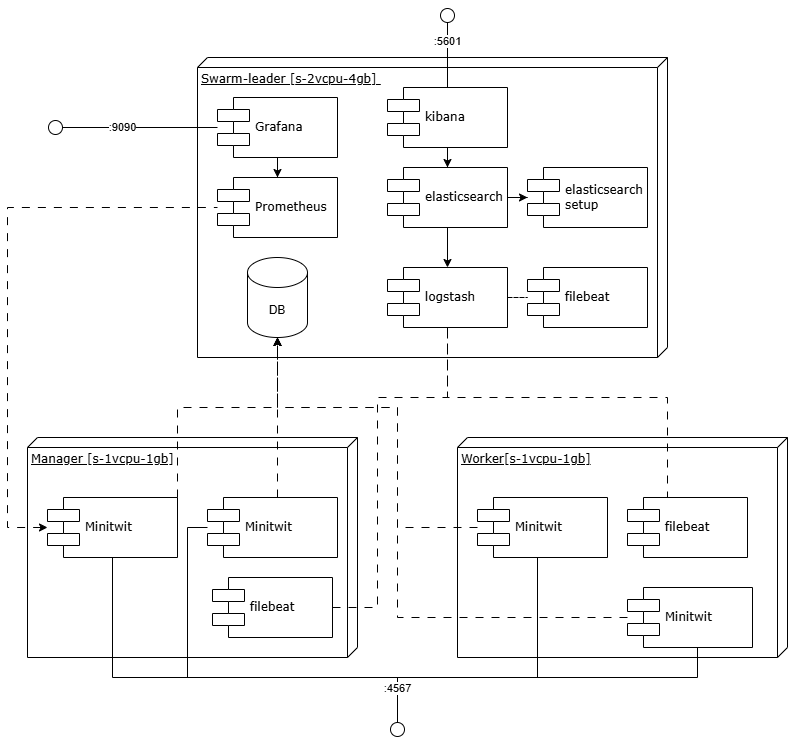 :5601
Swarm-leader [s-2vcpu-4gb]
kibana
Grafana
:9090
elasticsearch
elasticsearch
setup
Prometheus
logstash
filebeat
DB
Manager [s-1vcpu-1gb]
Worker[s-1vcpu-1gb]
Minitwit
Minitwit
Minitwit
filebeat
filebeat
Minitwit
:4567